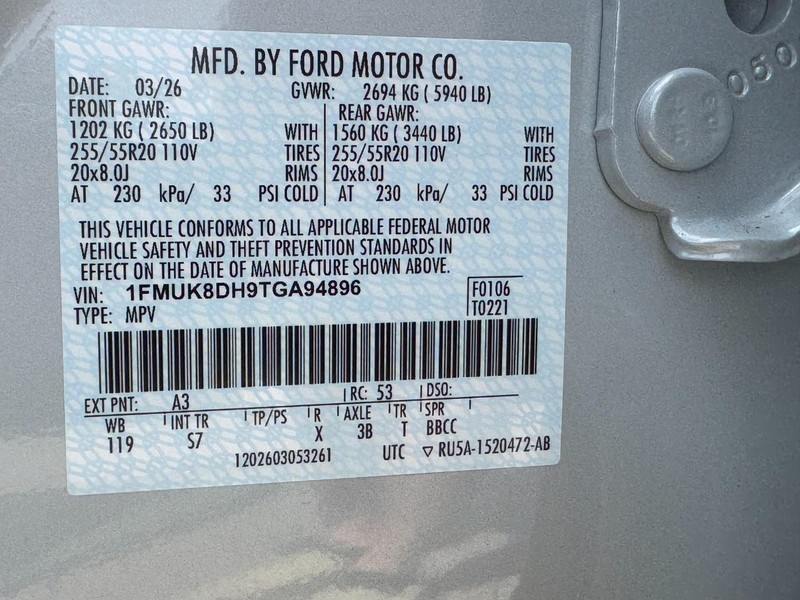 MFD. BY FORD MOTOR CO.
DATE: 03/26 GVWR: 2694 KG ( 5940 LB)
FRONT GAWR: REAR GAWR:
1202 KG ( 2650 LB) WITH 1560 KG ( 3440 LB) WITH
255/55R20 110V TIRES 255/55R20 110V TIRES
20x8.0J RIMS 20x8.0J RIMS
AT 230 kPa/ 33 PSI COLD AT 230 kPa/ 33 PSI COLD
THIS VEHICLE CONFORMS TO ALL APPLICABLE FEDERAL MOTOR
VEHICLE SAFETY AND THEFT PREVENTION STANDARDS IN
EFFECT ON THE DATE OF MANUFACTURE SHOWN ABOVE.
VIN: 1FMUK8DH9TGA94896 F0106
TYPE: MPV T0221
EXT PNT: A3 RC: 53 DSO:
WB INT TR TP/PS R AXLE TR SPR
119 S7 X 3B T BBCC
1202603053261 UTC ▽ RU5A-1520472-AB
050